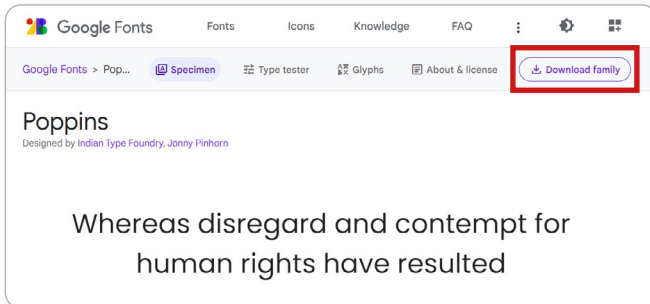 Google Fonts Fonts Icons Knowledge FAQ
Google Fonts > Pop... Specimen Type tester Glyphs About & license Download family
Poppins
Designed by Indian Type Foundry, Jonny Pinhorn
Whereas disregard and contempt for
human rights have resulted